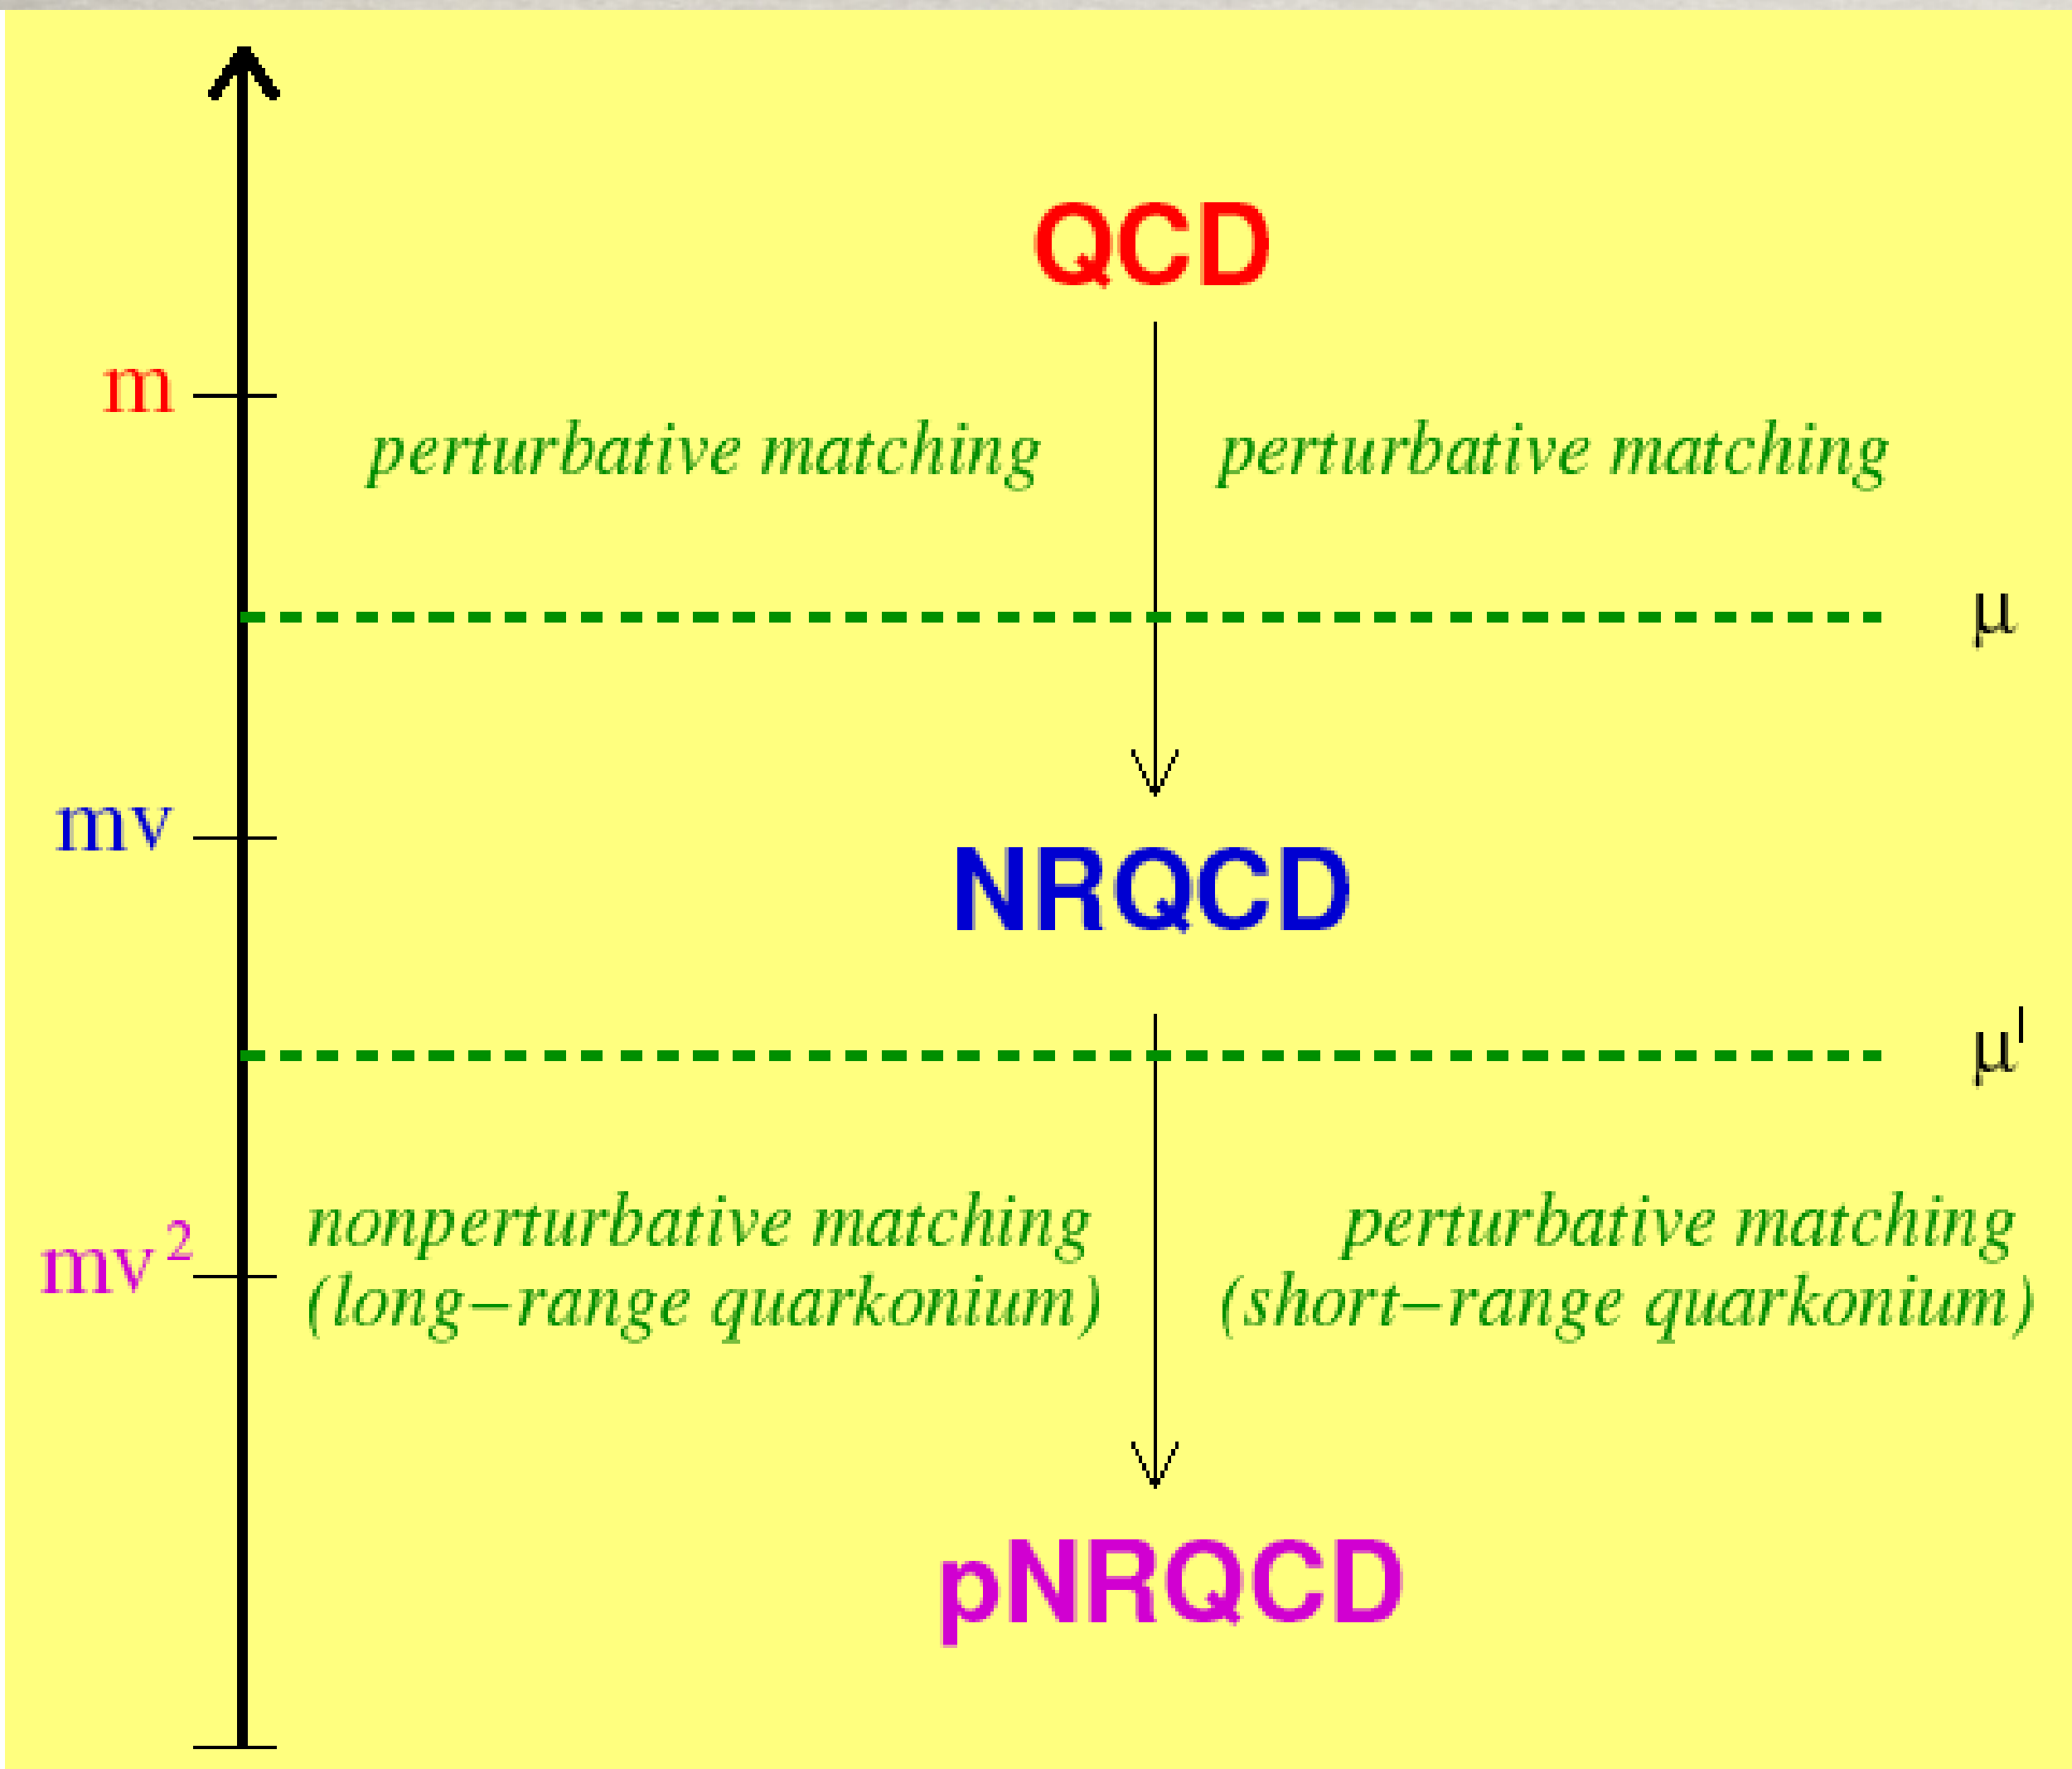 QCD
m
perturbative matching perturbative matching
μ
mv
NRQCD
μ'
nonperturbative matching perturbative matching
mv²
(long–range quarkonium) (short–range quarkonium)
pNRQCD